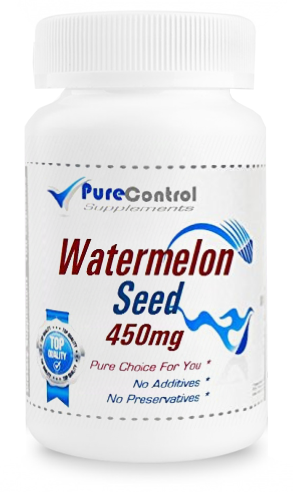 PureControl
Supplements
Watermelon
Seed
450mg
TOP
QUALITY
Pure Choice For You *
No Additives *
No Preservatives *